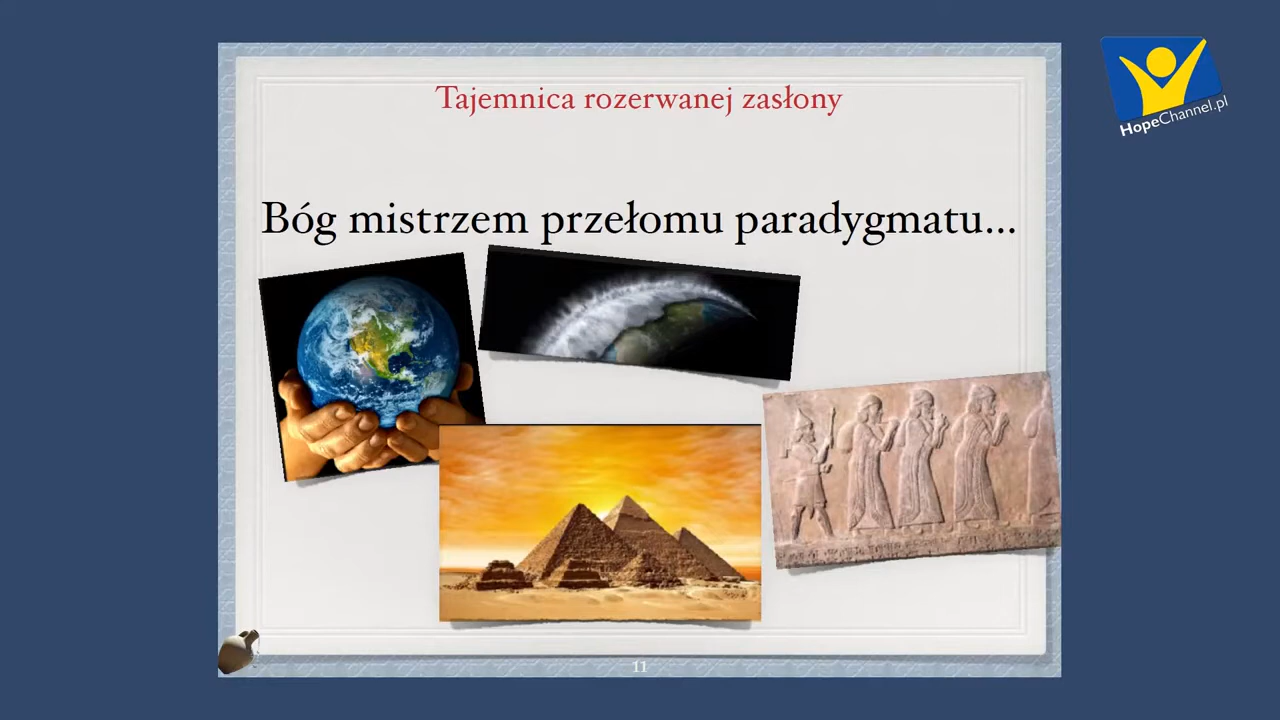 Tajemnica rozerwanej zasłony
HopeChannel.pl
Bóg mistrzem przełomu paradygmatu...
11